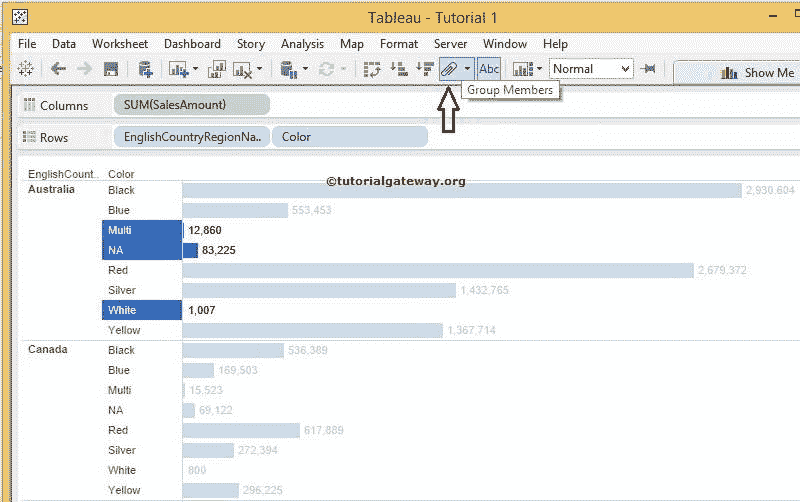 Tableau - Tutorial 1
File Data Worksheet Dashboard Story Analysis Map Format Server Window Help
Abc Normal Show Me
Group Members
Columns SUM(SalesAmount)
Rows EnglishCountryRegionNa.. Color
EnglishCount.. Color
©tutorialgateway.org
Australia Black 2,930,604
Blue 553,453
Multi 12,860
NA 83,225
Red 2,679,372
Silver 1,432,765
White 1,007
Yellow 1,367,714
Canada Black 536,389
Blue 169,503
Multi 15,523
NA 69,122
Red 617,889
Silver 272,394
White 800
Yellow 296,225